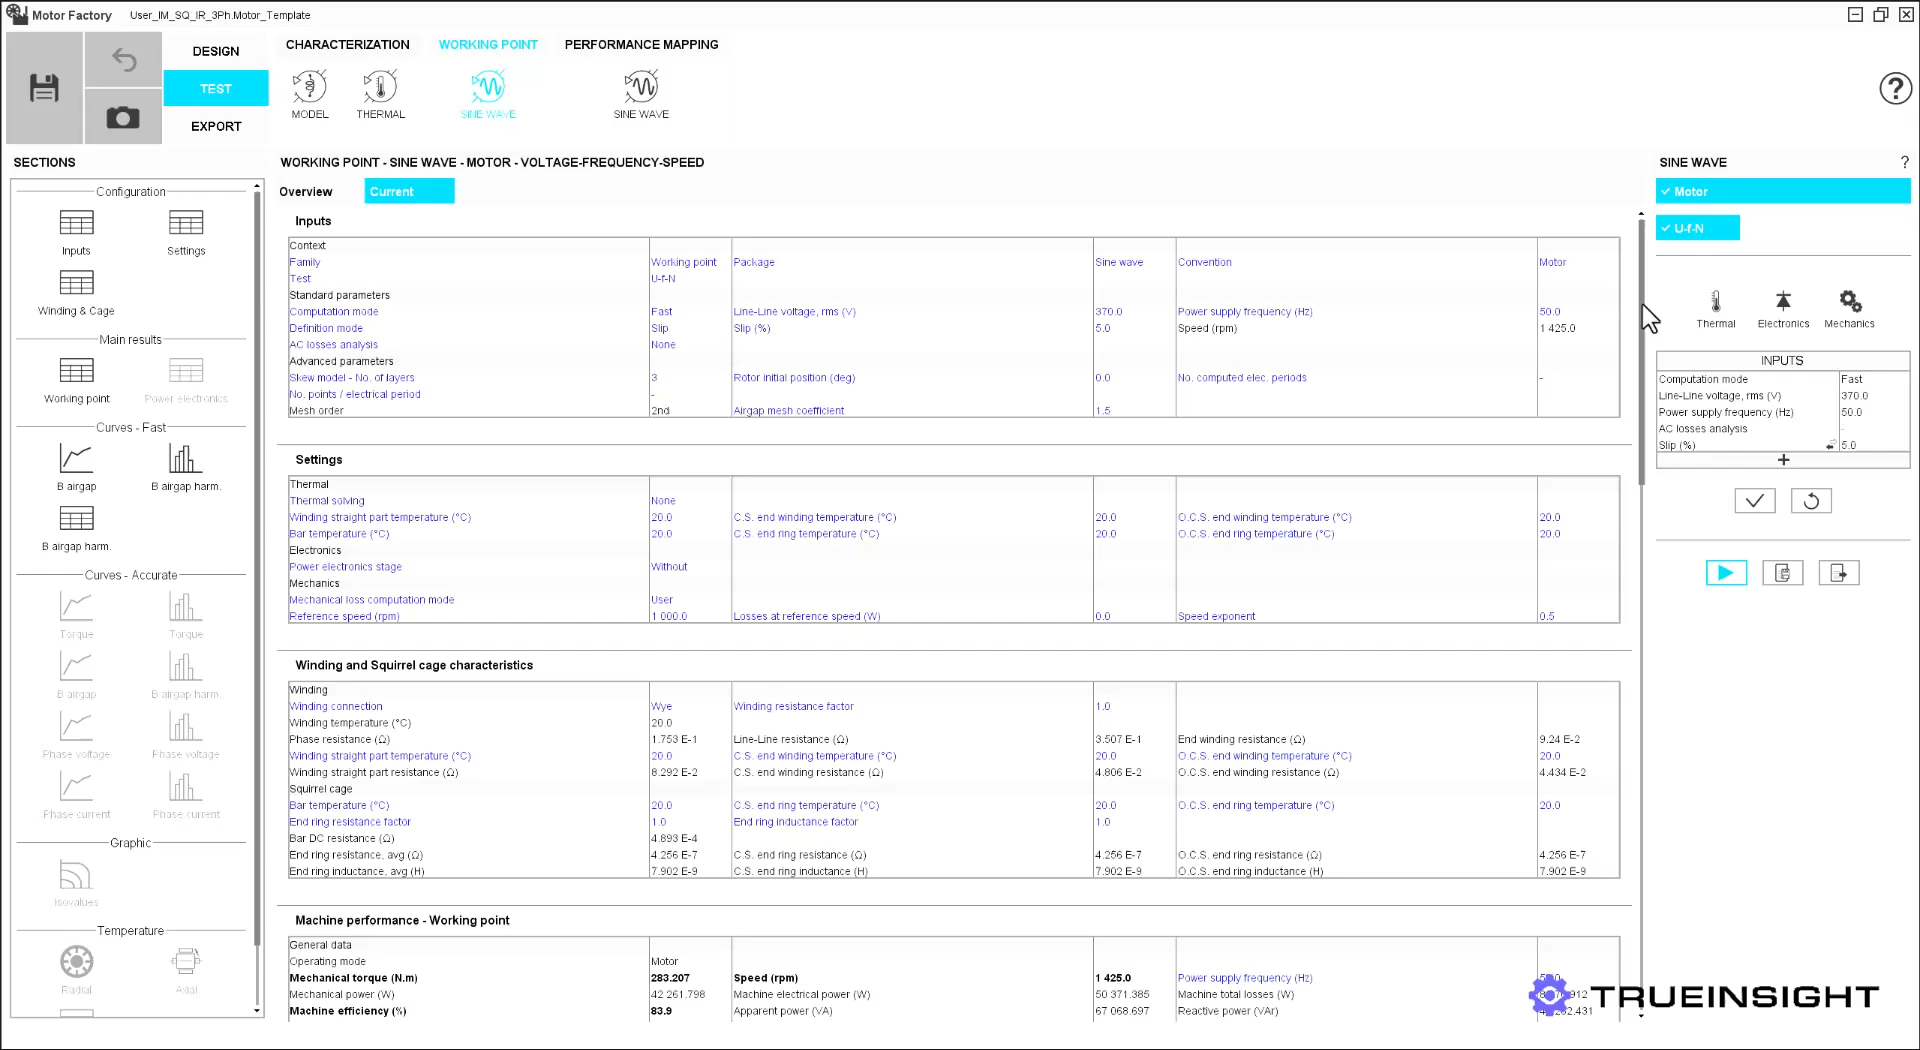 Motor Factory User_IM_SQ_IR_3Ph.Motor_Template
DESIGN
TEST
EXPORT
CHARACTERIZATION WORKING POINT PERFORMANCE MAPPING
MODEL THERMAL SINE WAVE SINE WAVE
?
SECTIONS
Configuration
Inputs Settings
Winding & Cage
Main results
Working point Power electronics
Curves - Fast
B airgap B airgap harm.
B airgap harm.
Curves - Accurate
Torque Torque
B airgap B airgap harm.
Phase voltage Phase voltage
Phase current Phase current
Graphic
Isovalues
Temperature
Radial Axial
WORKING POINT - SINE WAVE - MOTOR - VOLTAGE-FREQUENCY-SPEED
Overview Current
Inputs
Context
Family Working point Package Sine wave Convention Motor
Test U-f-N
Standard parameters
Computation mode Fast Line-Line voltage, rms (V) 370.0 Power supply frequency (Hz) 50.0
Definition mode Slip Slip (%) 5.0 Speed (rpm) 1 425.0
AC losses analysis None
Advanced parameters
Skew model - No. of layers 3 Rotor initial position (deg) 0.0 No. computed elec. periods -
No. points / electrical period -
Mesh order 2nd Airgap mesh coefficient 1.5
Settings
Thermal
Thermal solving None
Winding straight part temperature (°C) 20.0 C.S. end winding temperature (°C) 20.0 O.C.S. end winding temperature (°C) 20.0
Bar temperature (°C) 20.0 C.S. end ring temperature (°C) 20.0 O.C.S. end ring temperature (°C) 20.0
Electronics
Power electronics stage Without
Mechanics
Mechanical loss computation mode User
Reference speed (rpm) 1 000.0 Losses at reference speed (W) 0.0 Speed exponent 0.5
Winding and Squirrel cage characteristics
Winding
Winding connection Wye Winding resistance factor 1.0
Winding temperature (°C) 20.0
Phase resistance (Ω) 1.753 E-1 Line-Line resistance (Ω) 3.507 E-1 End winding resistance (Ω) 9.24 E-2
Winding straight part temperature (°C) 20.0 C.S. end winding temperature (°C) 20.0 O.C.S. end winding temperature (°C) 20.0
Winding straight part resistance (Ω) 8.292 E-2 C.S. end winding resistance (Ω) 4.806 E-2 O.C.S. end winding resistance (Ω) 4.434 E-2
Squirrel cage
Bar temperature (°C) 20.0 C.S. end ring temperature (°C) 20.0 O.C.S. end ring temperature (°C) 20.0
End ring resistance factor 1.0 End ring inductance factor 1.0
Bar DC resistance (Ω) 4.893 E-4
End ring resistance, avg (Ω) 4.256 E-7 C.S. end ring resistance (Ω) 4.256 E-7 O.C.S. end ring resistance (Ω) 4.256 E-7
End ring inductance, avg (H) 7.902 E-9 C.S. end ring inductance (H) 7.902 E-9 O.C.S. end ring inductance (H) 7.902 E-9
Machine performance - Working point
General data
Operating mode Motor
Mechanical torque (N.m) 283.207 Speed (rpm) 1 425.0 Power supply frequency (Hz)
Mechanical power (W) 42 261.798 Machine electrical power (W) 50 371.385 Machine total losses (W)
Machine efficiency (%) 83.9 Apparent power (VA) 67 068.697 Reactive power (VAr)
SINE WAVE ?
Motor
U-f-N
Thermal Electronics Mechanics
INPUTS
Computation mode Fast
Line-Line voltage, rms (V) 370.0
Power supply frequency (Hz) 50.0
AC losses analysis -
Slip (%) 5.0
+
TRUEINSIGHT